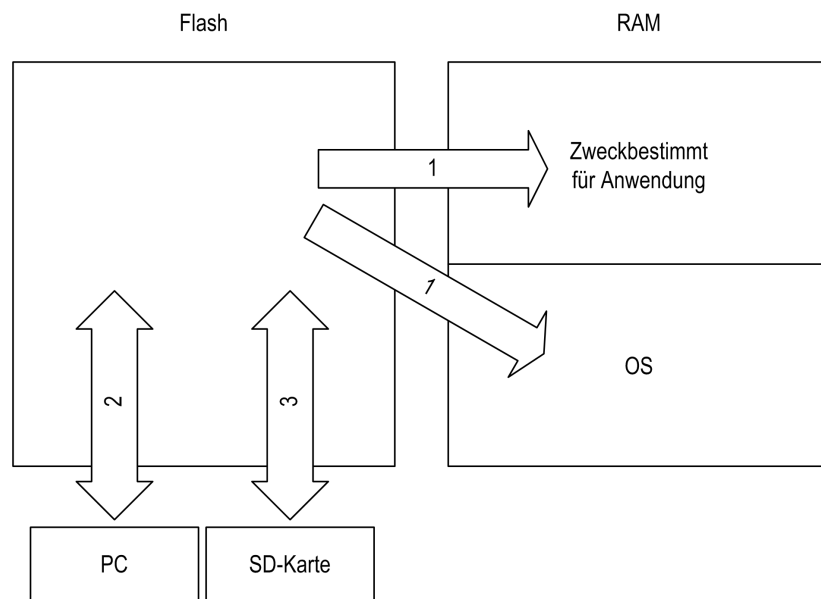 Flash
RAM
1
Zweckbestimmt
für Anwendung
1
OS
2
3
PC
SD-Karte